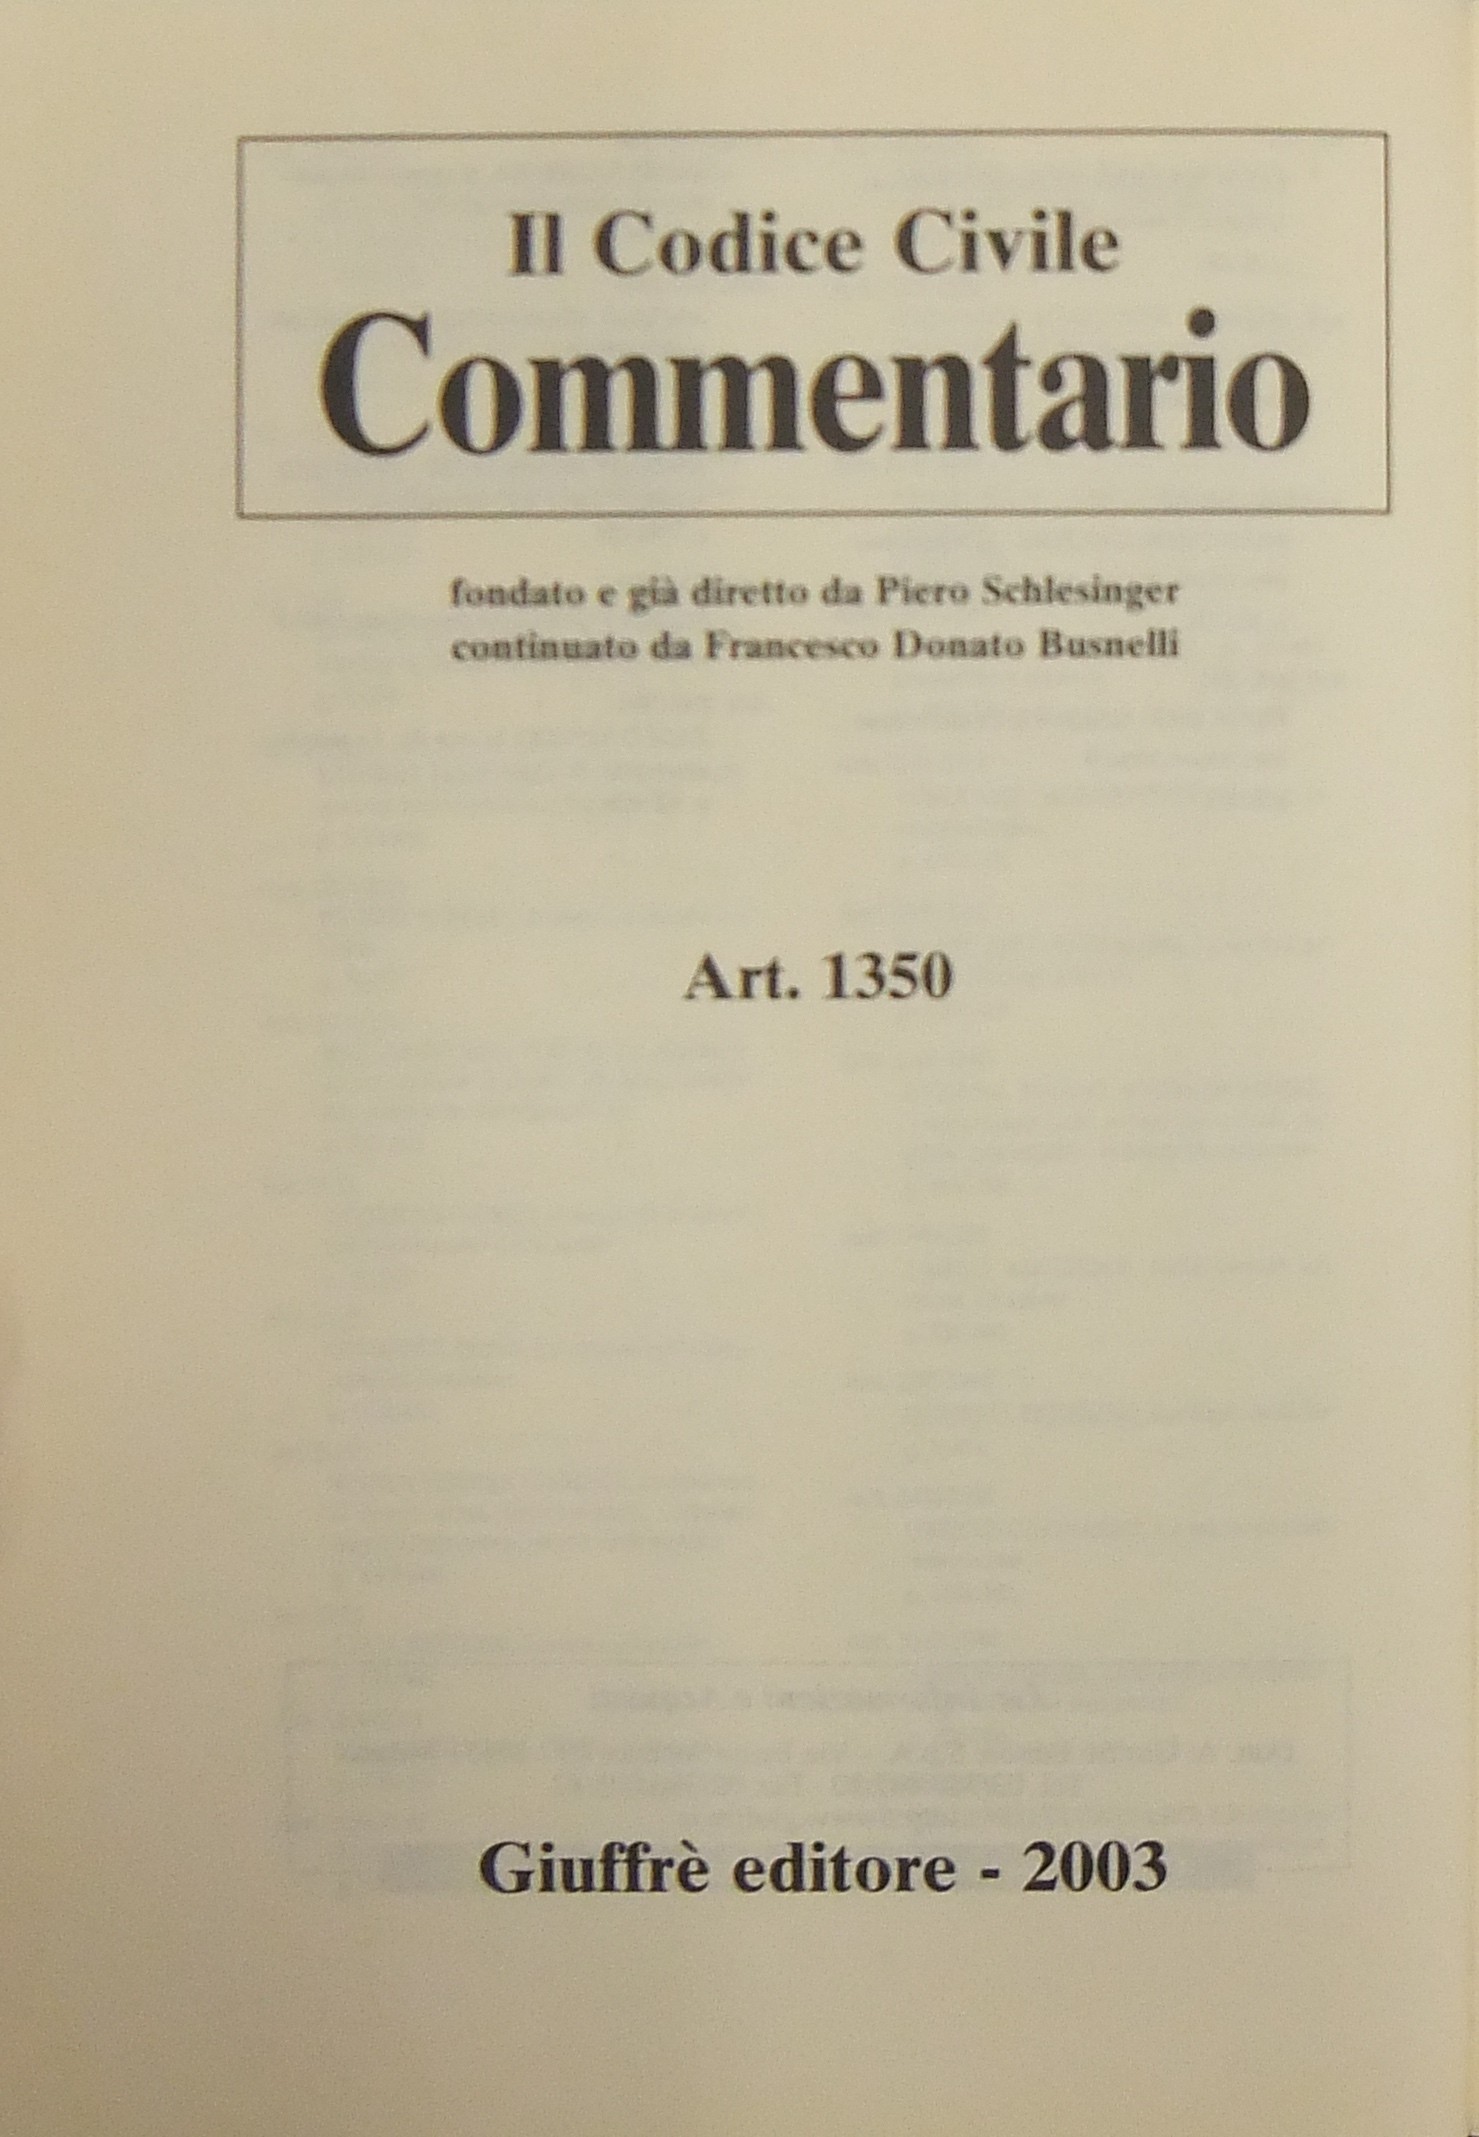 Il Codice Civile
Commentario
fondato e già diretto da Piero Schlesinger
continuato da Francesco Donato Busnelli
Art. 1350
Giuffrè editore - 2003